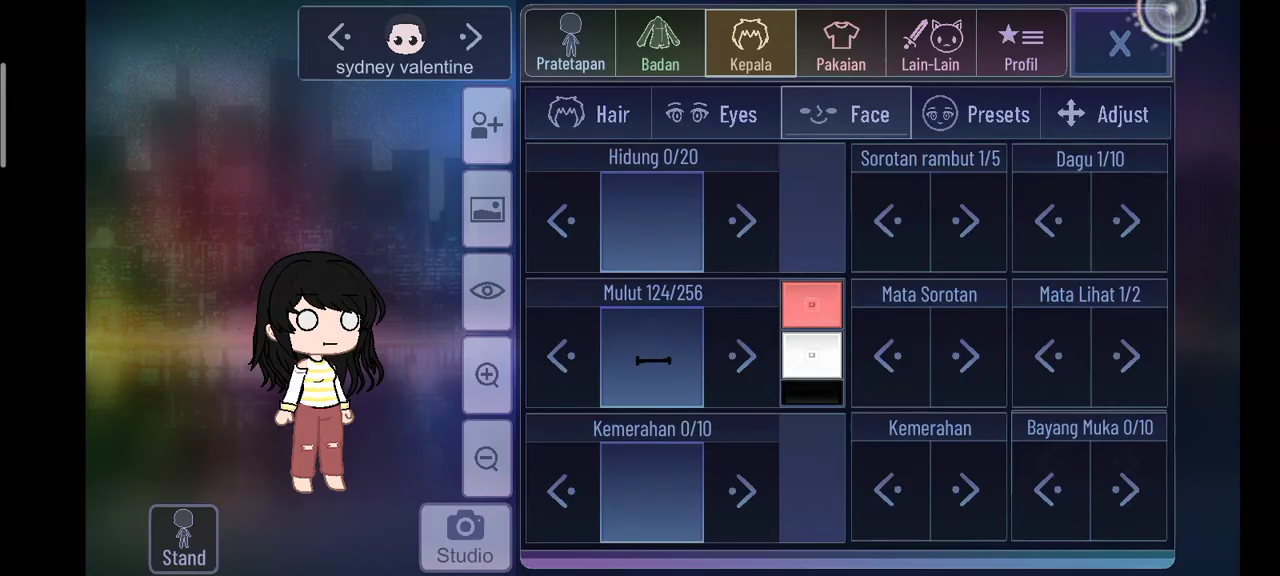 sydney valentine
Pratetapan
Badan
Kepala
Pakaian
Lain-Lain
Profil
X
Hair
Eyes
Face
Presets
Adjust
Hidung 0/20
Sorotan rambut 1/5
Dagu 1/10
Mulut 124/256
Mata Sorotan
Mata Lihat 1/2
Kemerahan 0/10
Kemerahan
Bayang Muka 0/10
Stand
Studio